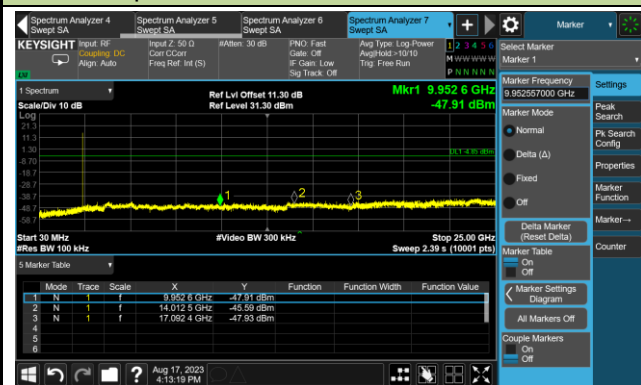 Spectrum Analyzer 4
Swept SA
Spectrum Analyzer 5
Swept SA
Spectrum Analyzer 6
Swept SA
Spectrum Analyzer 7
Swept SA
Marker
KEYSIGHT
Input: RF
Coupling: DC
Align: Auto
Input Z: 50 Ω
Corr CCorr
Freq Ref: Int (S)
#Atten: 30 dB
PNO: Fast
Gate: Off
IF Gain: Low
Sig Track: Off
Avg Type: Log-Power
Avg|Hold:>10/10
Trig: Free Run
1 2 3 4 5 6
M W W W W W
P N N N N N
LXI
1 Spectrum
Scale/Div 10 dB
Ref Lvl Offset 11.30 dB
Ref Level 31.30 dBm
Mkr1 9.952 6 GHz
-47.91 dBm
Log
21.3
11.3
1.30
-8.70
-18.7
-28.7
-38.7
-48.7
-58.7
DL1 -4.85 dBm
1
2
3
Start 30 MHz
#Res BW 100 kHz
#Video BW 300 kHz
Stop 25.00 GHz
Sweep 2.39 s (10001 pts)
5 Marker Table
Mode Trace Scale X Y Function Function Width Function Value
1 N 1 f 9.952 6 GHz -47.91 dBm
2 N 1 f 14.012 5 GHz -45.59 dBm
3 N 1 f 17.092 4 GHz -47.93 dBm
4
5
6
Aug 17, 2023
4:13:19 PM
Select Marker
Marker 1
Marker Frequency
9.952557000 GHz
Marker Mode
Normal
Delta (Δ)
Fixed
Off
Delta Marker
(Reset Delta)
Marker Table
On
Off
Marker Settings
Diagram
All Markers Off
Couple Markers
On
Off
Settings
Peak
Search
Pk Search
Config
Properties
Marker
Function
Marker→
Counter